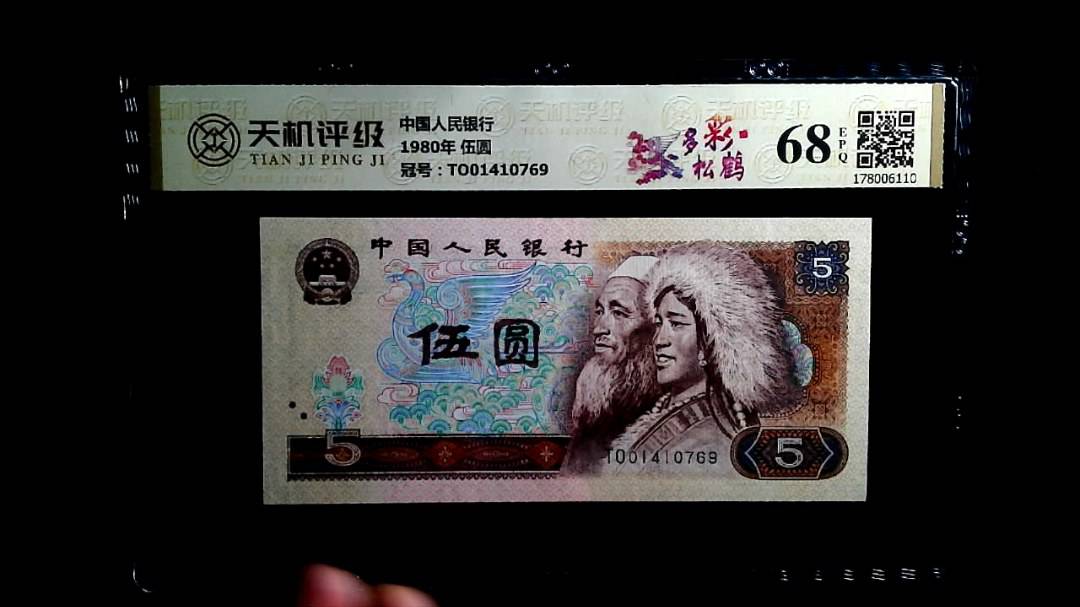 天机评级
TIAN JI PING JI
中国人民银行
1980年 伍圆
冠号：TO01410769
多彩
松鹤
68
EPQ
178006110
中国人民银行
5
伍圆
5
TO01410769
5